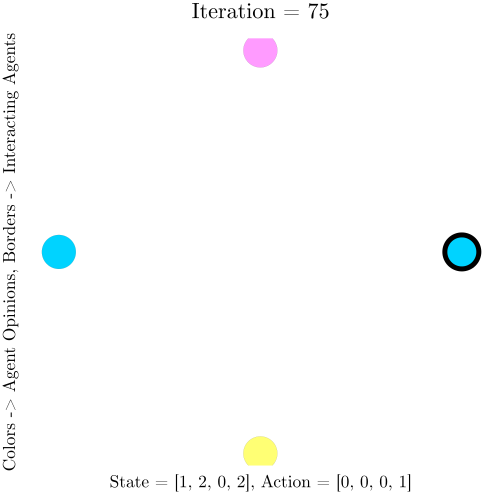 Iteration = 75
Colors -> Agent Opinions, Borders -> Interacting Agents
State = [1, 2, 0, 2], Action = [0, 0, 0, 1]